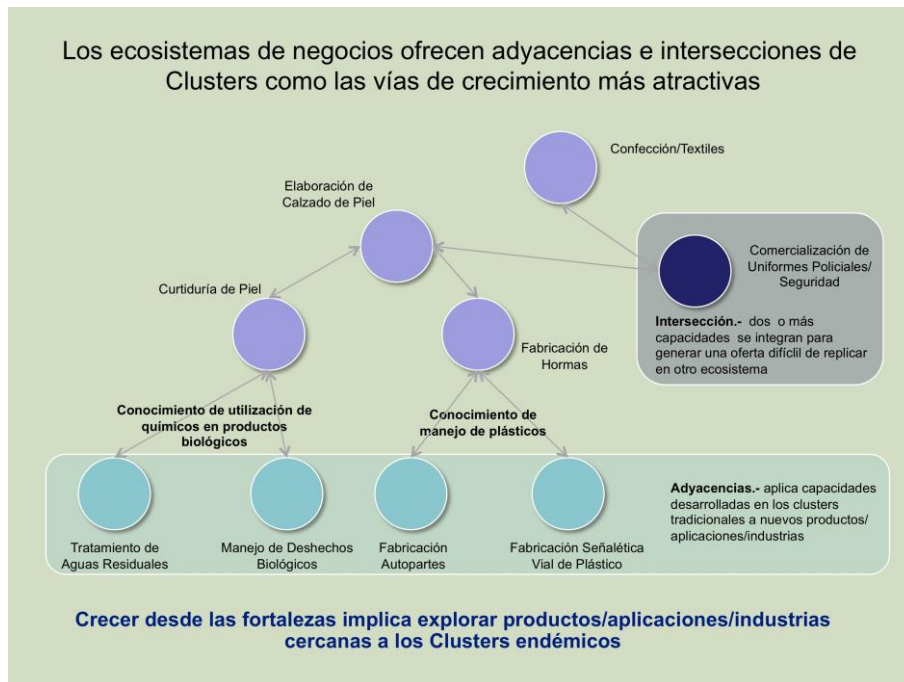 Los ecosistemas de negocios ofrecen adyacencias e intersecciones de
Clusters como las vías de crecimiento más atractivas
Confección/Textiles
Elaboración de
Calzado de Piel
Comercialización de
Uniformes Policiales/
Seguridad
Curtiduría de Piel
Intersección.- dos o más
capacidades se integran para
generar una oferta difícil de replicar
en otro ecosistema
Fabricación de
Hormas
Conocimiento de utilización de
químicos en productos
biológicos
Conocimiento de
manejo de plásticos
Adyacencias.- aplica capacidades
desarrolladas en los clusters
tradicionales a nuevos productos/
aplicaciones/industrias
Tratamiento de
Aguas Residuales
Manejo de Deshechos
Biológicos
Fabricación
Autopartes
Fabricación Señalética
Vial de Plástico
Crecer desde las fortalezas implica explorar productos/aplicaciones/industrias
cercanas a los Clusters endémicos